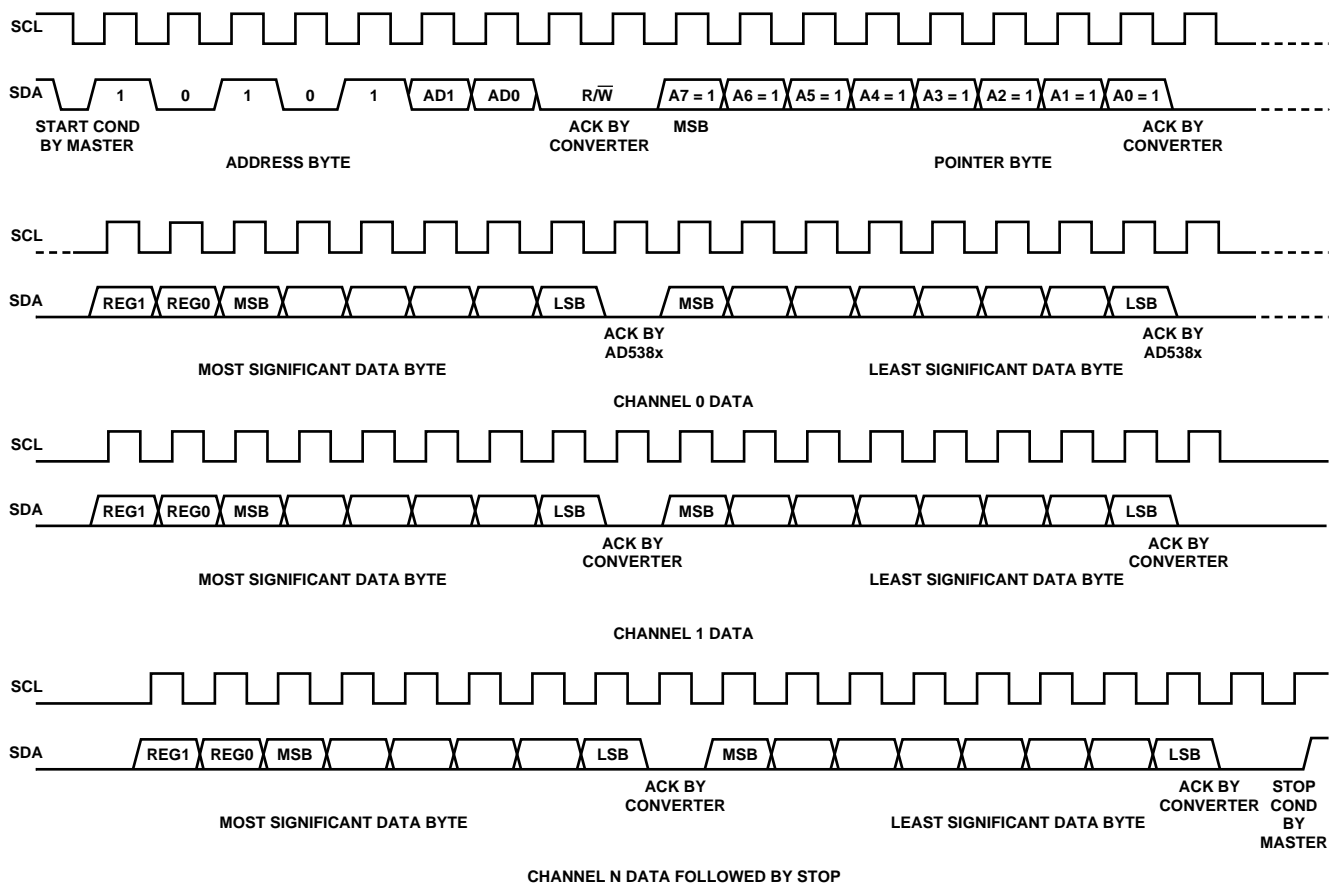 SCL
SDA 1 0 1 0 1 AD1 AD0 R/W̅ A7 = 1 A6 = 1 A5 = 1 A4 = 1 A3 = 1 A2 = 1 A1 = 1 A0 = 1
START COND
BY MASTER
ACK BY
CONVERTER
MSB
ACK BY
CONVERTER
ADDRESS BYTE
POINTER BYTE
SCL
SDA REG1 REG0 MSB LSB MSB LSB
ACK BY
AD538x
ACK BY
AD538x
MOST SIGNIFICANT DATA BYTE
LEAST SIGNIFICANT DATA BYTE
CHANNEL 0 DATA
SCL
SDA REG1 REG0 MSB LSB MSB LSB
ACK BY
CONVERTER
ACK BY
CONVERTER
MOST SIGNIFICANT DATA BYTE
LEAST SIGNIFICANT DATA BYTE
CHANNEL 1 DATA
SCL
SDA REG1 REG0 MSB LSB MSB LSB
ACK BY
CONVERTER
ACK BY
CONVERTER
STOP
COND
BY
MASTER
MOST SIGNIFICANT DATA BYTE
LEAST SIGNIFICANT DATA BYTE
CHANNEL N DATA FOLLOWED BY STOP